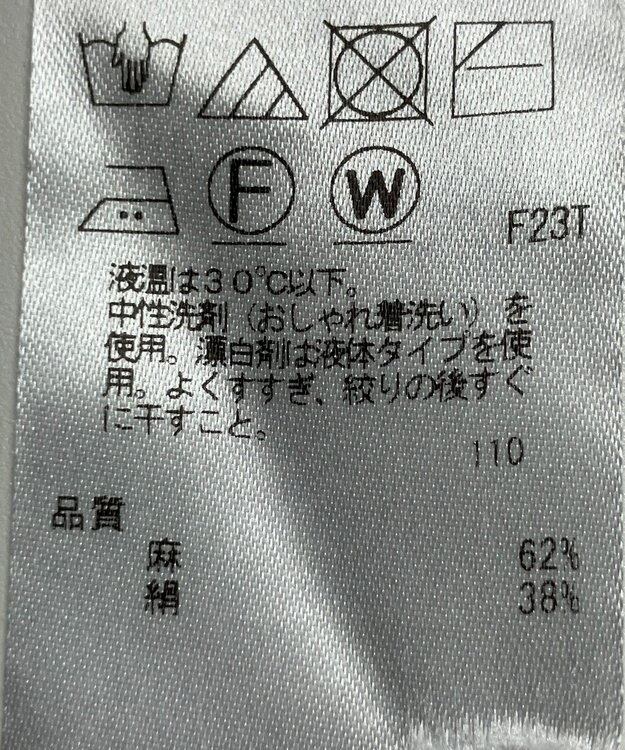 F W
F23T
液温は30℃以下。
中性洗剤(おしゃれ着洗い)を
使用。漂白剤は液体タイプを使
用。よくすすぎ、絞りの後すぐ
に干すこと。
110
品質
麻 62%
絹 38%